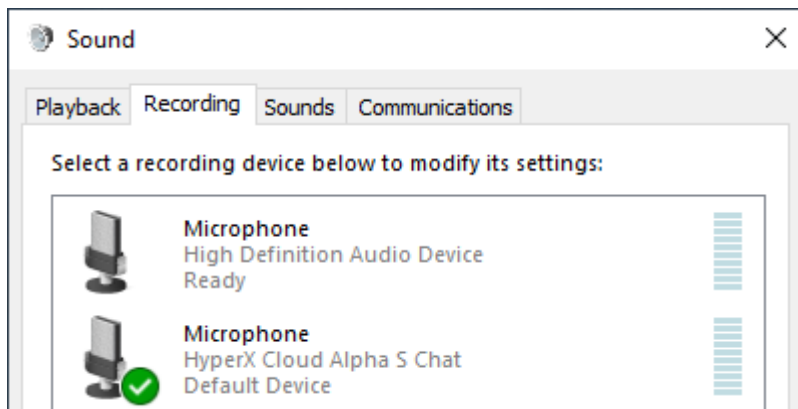 Sound
Playback Recording Sounds Communications
Select a recording device below to modify its settings:
Microphone
High Definition Audio Device
Ready
Microphone
HyperX Cloud Alpha S Chat
Default Device